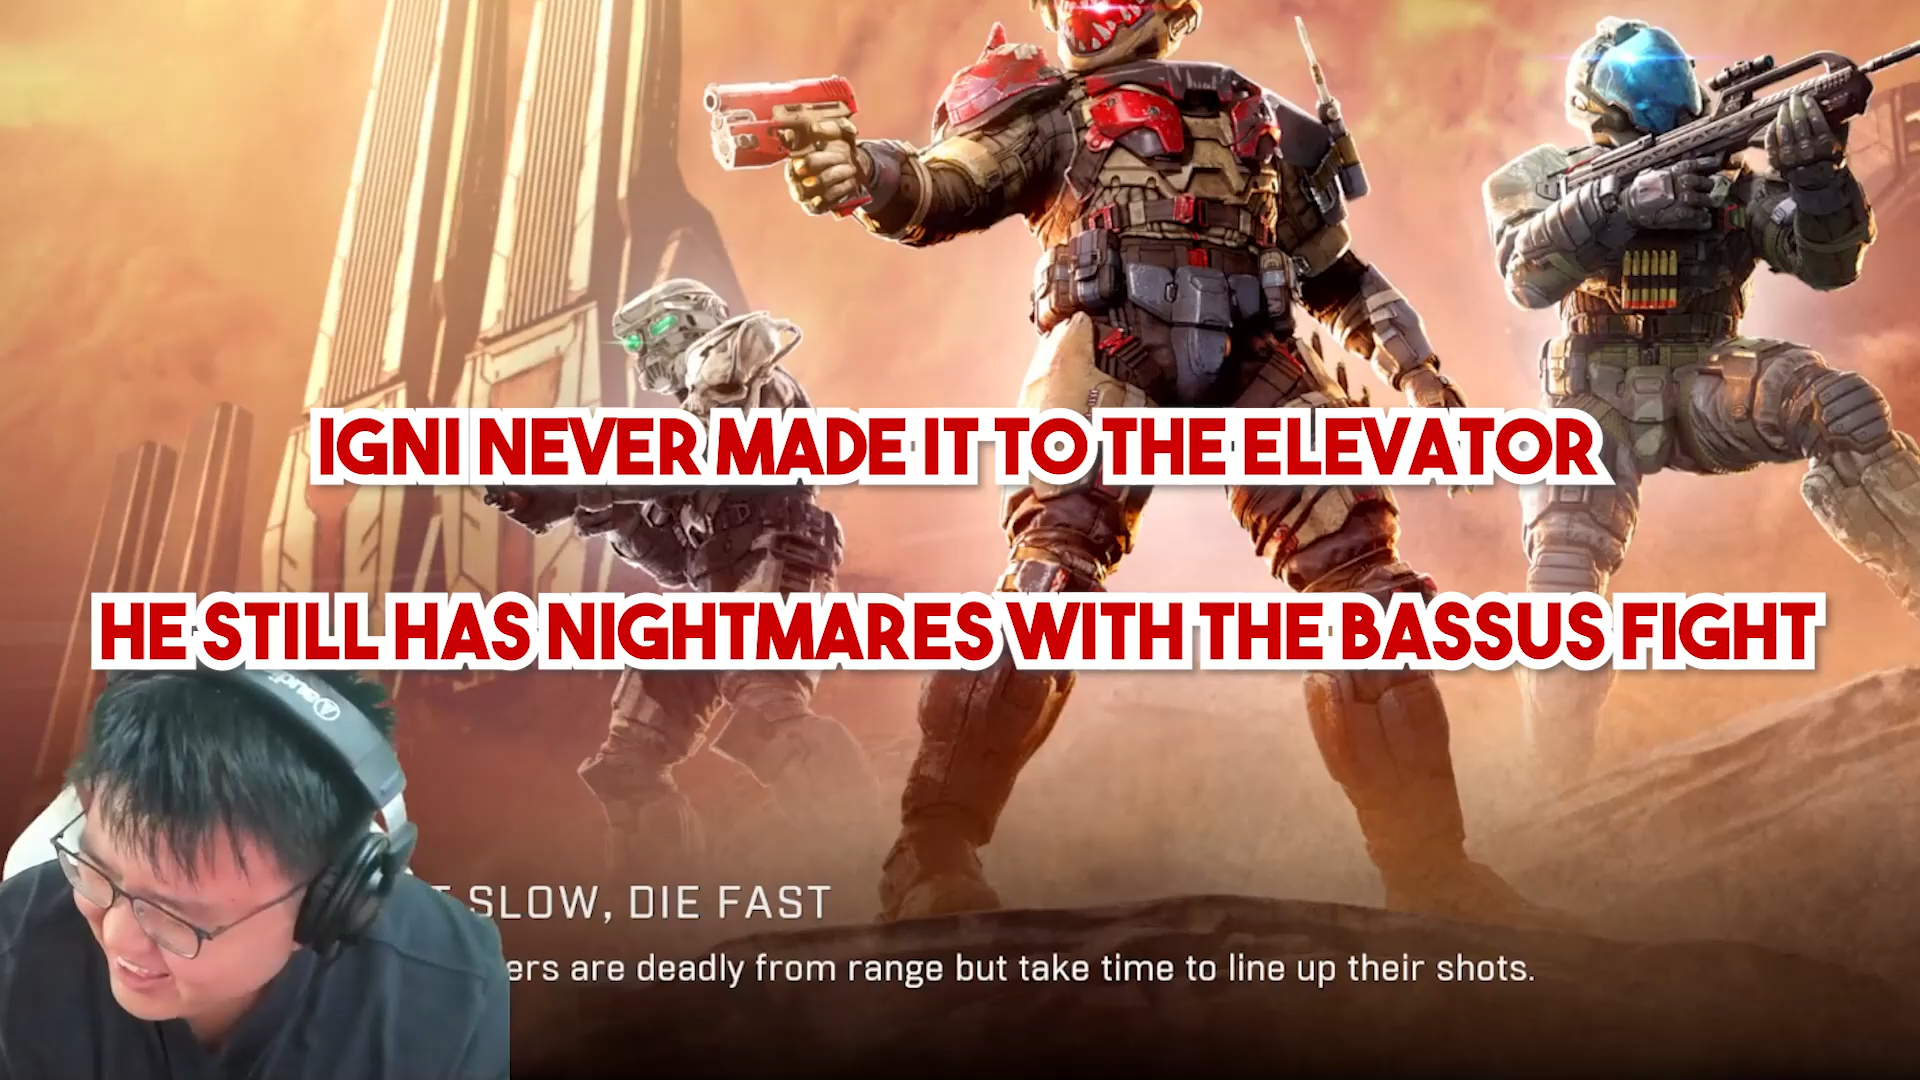 IGNI NEVER MADE IT TO THE ELEVATOR
HE STILL HAS NIGHTMARES WITH THE BASSUS FIGHT
SLOW, DIE FAST
are deadly from range but take time to line up their shots.